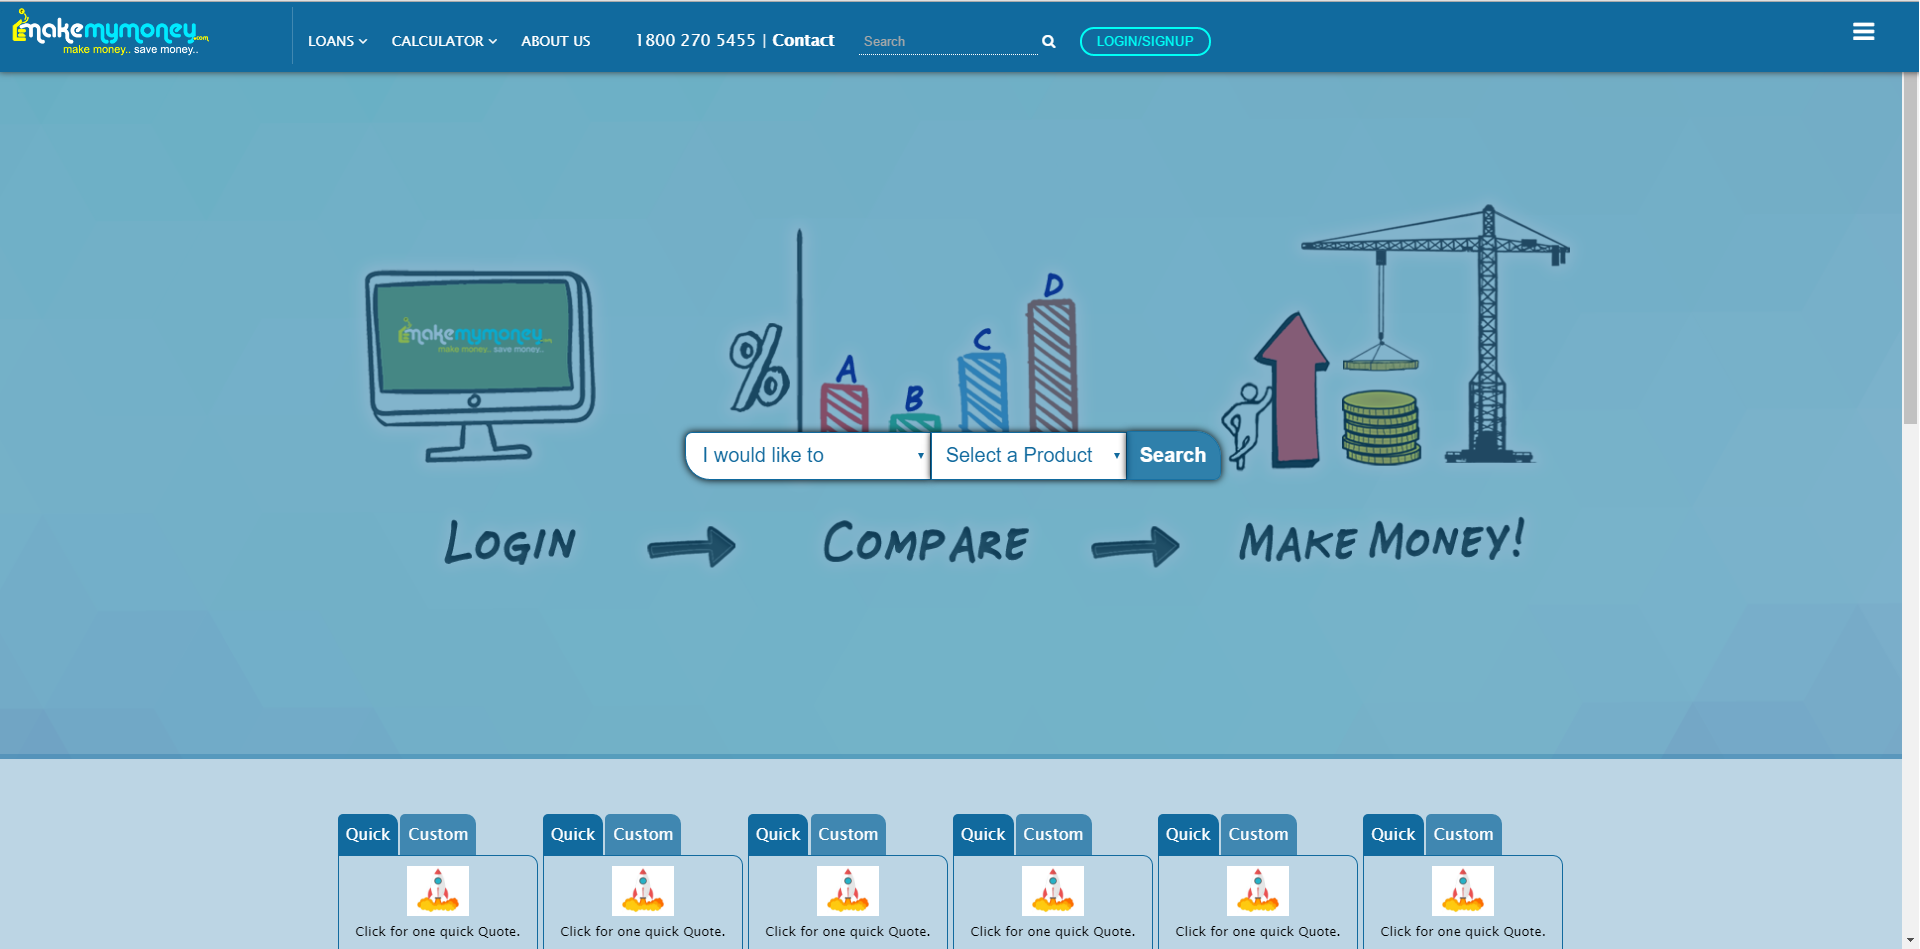 makemymoney.com
make money.. save money..
LOANS CALCULATOR ABOUT US 1800 270 5455 | Contact Search LOGIN/SIGNUP
makemymoney.com
make money.. save money..
% A B C D
I would like to Select a Product Search
LOGIN COMPARE MAKE MONEY!
Quick Custom Quick Custom Quick Custom Quick Custom Quick Custom Quick Custom
Click for one quick Quote. Click for one quick Quote. Click for one quick Quote. Click for one quick Quote. Click for one quick Quote. Click for one quick Quote.